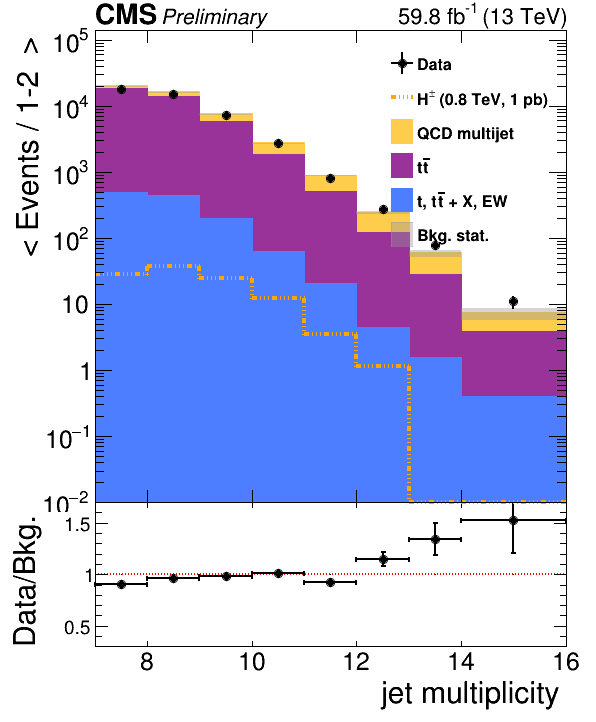 CMS Preliminary 59.8 fb⁻¹ (13 TeV)
< Events / 1-2 >
10⁵
10⁴
10³
10²
10
1
10⁻¹
10⁻²
Data
H± (0.8 TeV, 1 pb)
QCD multijet
tt̄
t, tt̄ + X, EW
Bkg. stat.
Data/Bkg.
1.5
1
0.5
8 10 12 14 16
jet multiplicity